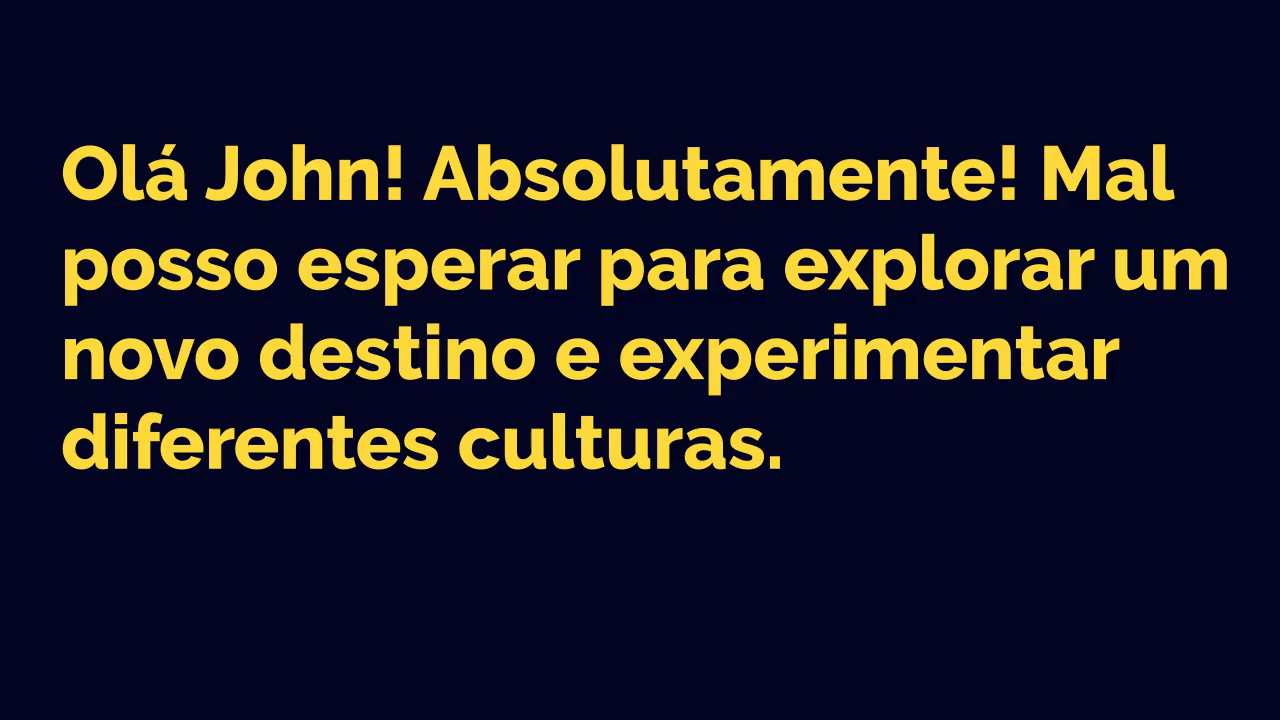 Olá John! Absolutamente! Mal
posso esperar para explorar um
novo destino e experimentar
diferentes culturas.